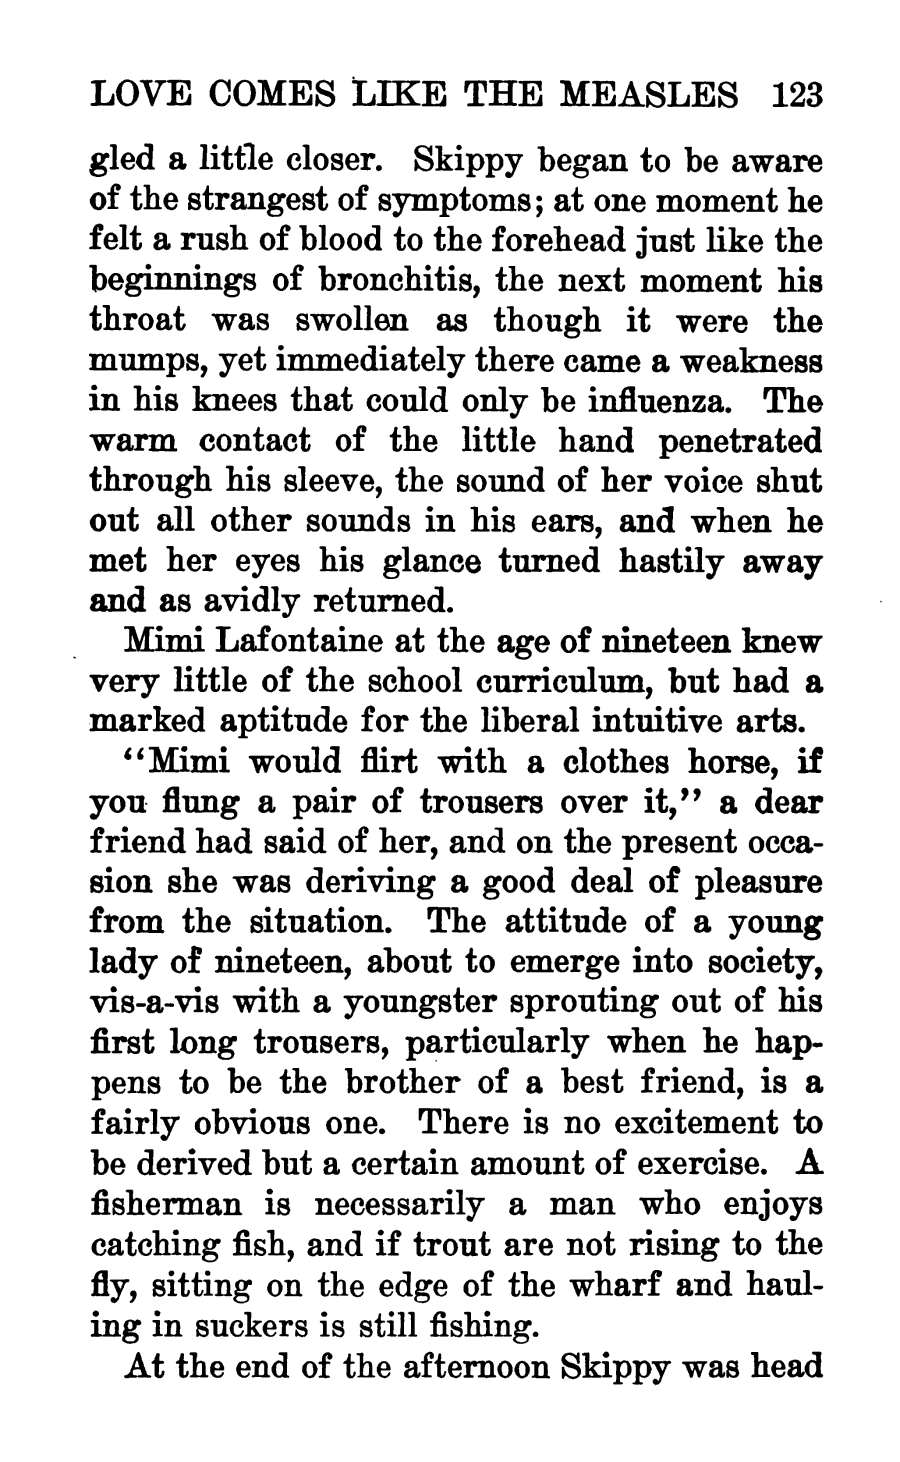 LOVE COMES LIKE THE MEASLES 123
gled a little closer. Skippy began to be aware
of the strangest of symptoms; at one moment he
felt a rush of blood to the forehead just like the
beginnings of bronchitis, the next moment his
throat was swollen as though it were the
mumps, yet immediately there came a weakness
in his knees that could only be influenza. The
warm contact of the little hand penetrated
through his sleeve, the sound of her voice shut
out all other sounds in his ears, and when he
met her eyes his glance turned hastily away
and as avidly returned.
Mimi Lafontaine at the age of nineteen knew
very little of the school curriculum, but had a
marked aptitude for the liberal intuitive arts.
"Mimi would flirt with a clothes horse, if
you flung a pair of trousers over it," a dear
friend had said of her, and on the present occa-
sion she was deriving a good deal of pleasure
from the situation. The attitude of a young
lady of nineteen, about to emerge into society,
vis-a-vis with a youngster sprouting out of his
first long trousers, particularly when he hap-
pens to be the brother of a best friend, is a
fairly obvious one. There is no excitement to
be derived but a certain amount of exercise. A
fisherman is necessarily a man who enjoys
catching fish, and if trout are not rising to the
fly, sitting on the edge of the wharf and haul-
ing in suckers is still fishing.
At the end of the afternoon Skippy was head